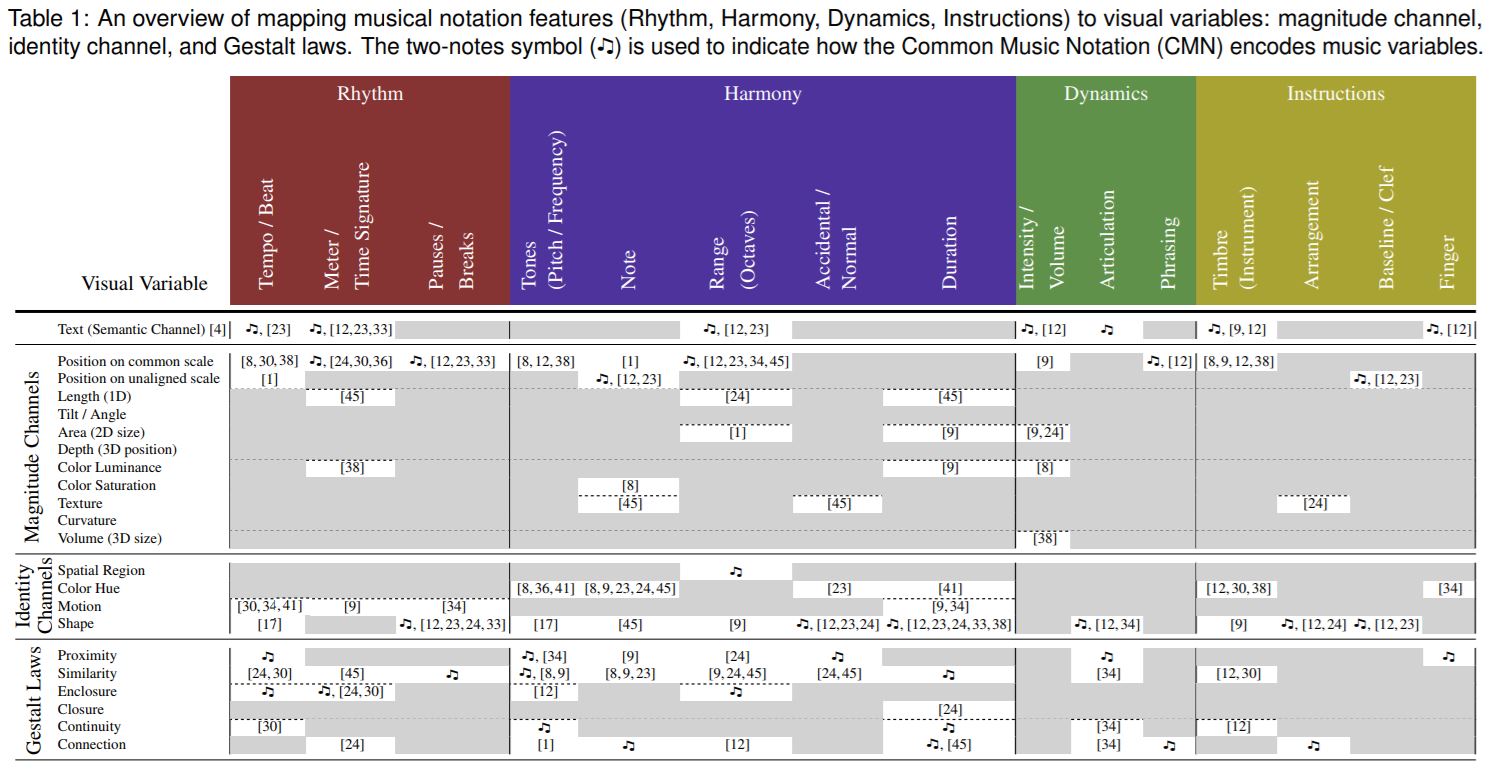 Table 1: An overview of mapping musical notation features (Rhythm, Harmony, Dynamics, Instructions) to visual variables: magnitude channel,
identity channel, and Gestalt laws. The two-notes symbol (♫) is used to indicate how the Common Music Notation (CMN) encodes music variables.
Rhythm Harmony Dynamics Instructions
Visual Variable
Tempo / Beat
Meter /
Time Signature
Pauses /
Breaks
Tones
(Pitch / Frequency)
Note
Range
(Octaves)
Accidental /
Normal
Duration
Intensity /
Volume
Articulation
Phrasing
Timbre
(Instrument)
Arrangement
Baseline / Clef
Finger
Text (Semantic Channel) [4] ♫, [23] ♫, [12,23,33] ♫, [12,23] ♫, [12] ♫ ♫, [9,12] ♫, [12]
Magnitude Channels
Position on common scale [8,30,38] ♫, [24,30,36] ♫, [12,23,33] [8,12,38] [1] ♫, [12,23,34,45] [9] ♫, [12] [8,9,12,38]
Position on unaligned scale [1] ♫, [12,23] ♫, [12,23]
Length (1D) [45] [24] [45]
Tilt / Angle
Area (2D size) [1] [9] [9,24]
Depth (3D position)
Color Luminance [38] [9] [8]
Color Saturation [8]
Texture [45] [45] [24]
Curvature
Volume (3D size) [38]
Identity
Channels
Spatial Region ♫
Color Hue [8,36,41] [8,9,23,24,45] [23] [41] [12,30,38] [34]
Motion [30,34,41] [9] [34] [9,34]
Shape [17] ♫, [12,23,24,33] [17] [45] [9] ♫, [12,23,24] ♫, [12,23,24,33,38] ♫, [12,34] [9] ♫, [12,24] ♫, [12,23]
Gestalt Laws
Proximity ♫ ♫, [34] [9] [24] ♫ ♫ ♫
Similarity [24,30] [45] ♫ ♫, [8,9] [8,9,23] [9,24,45] [24,45] ♫ [34] [12,30]
Enclosure ♫ ♫, [24,30] [12] ♫
Closure [24]
Continuity [30] ♫ ♫ [34] [12]
Connection [24] [1] ♫ [12] ♫, [45] [34] ♫ ♫